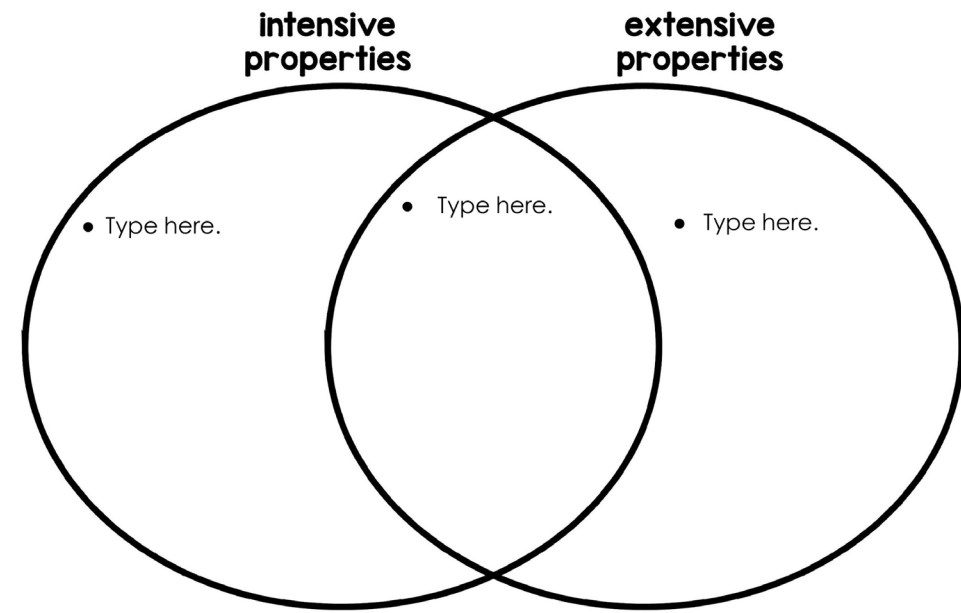 intensive
properties
extensive
properties
• Type here.
• Type here.
• Type here.